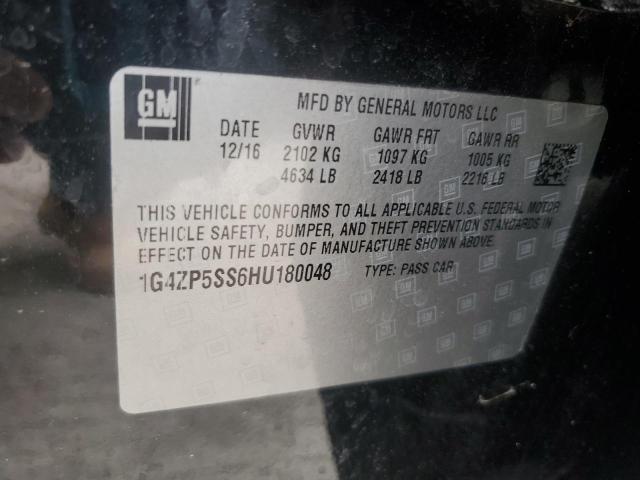 GM
MFD BY GENERAL MOTORS LLC
DATE GVWR GAWR FRT GAWR RR
12/16 2102 KG 1097 KG 1005 KG
4634 LB 2418 LB 2216 LB
THIS VEHICLE CONFORMS TO ALL APPLICABLE U.S. FEDERAL MOTOR
VEHICLE SAFETY, BUMPER, AND THEFT PREVENTION STANDARDS IN
EFFECT ON THE DATE OF MANUFACTURE SHOWN ABOVE.
1G4ZP5SS6HU180048 TYPE: PASS CAR